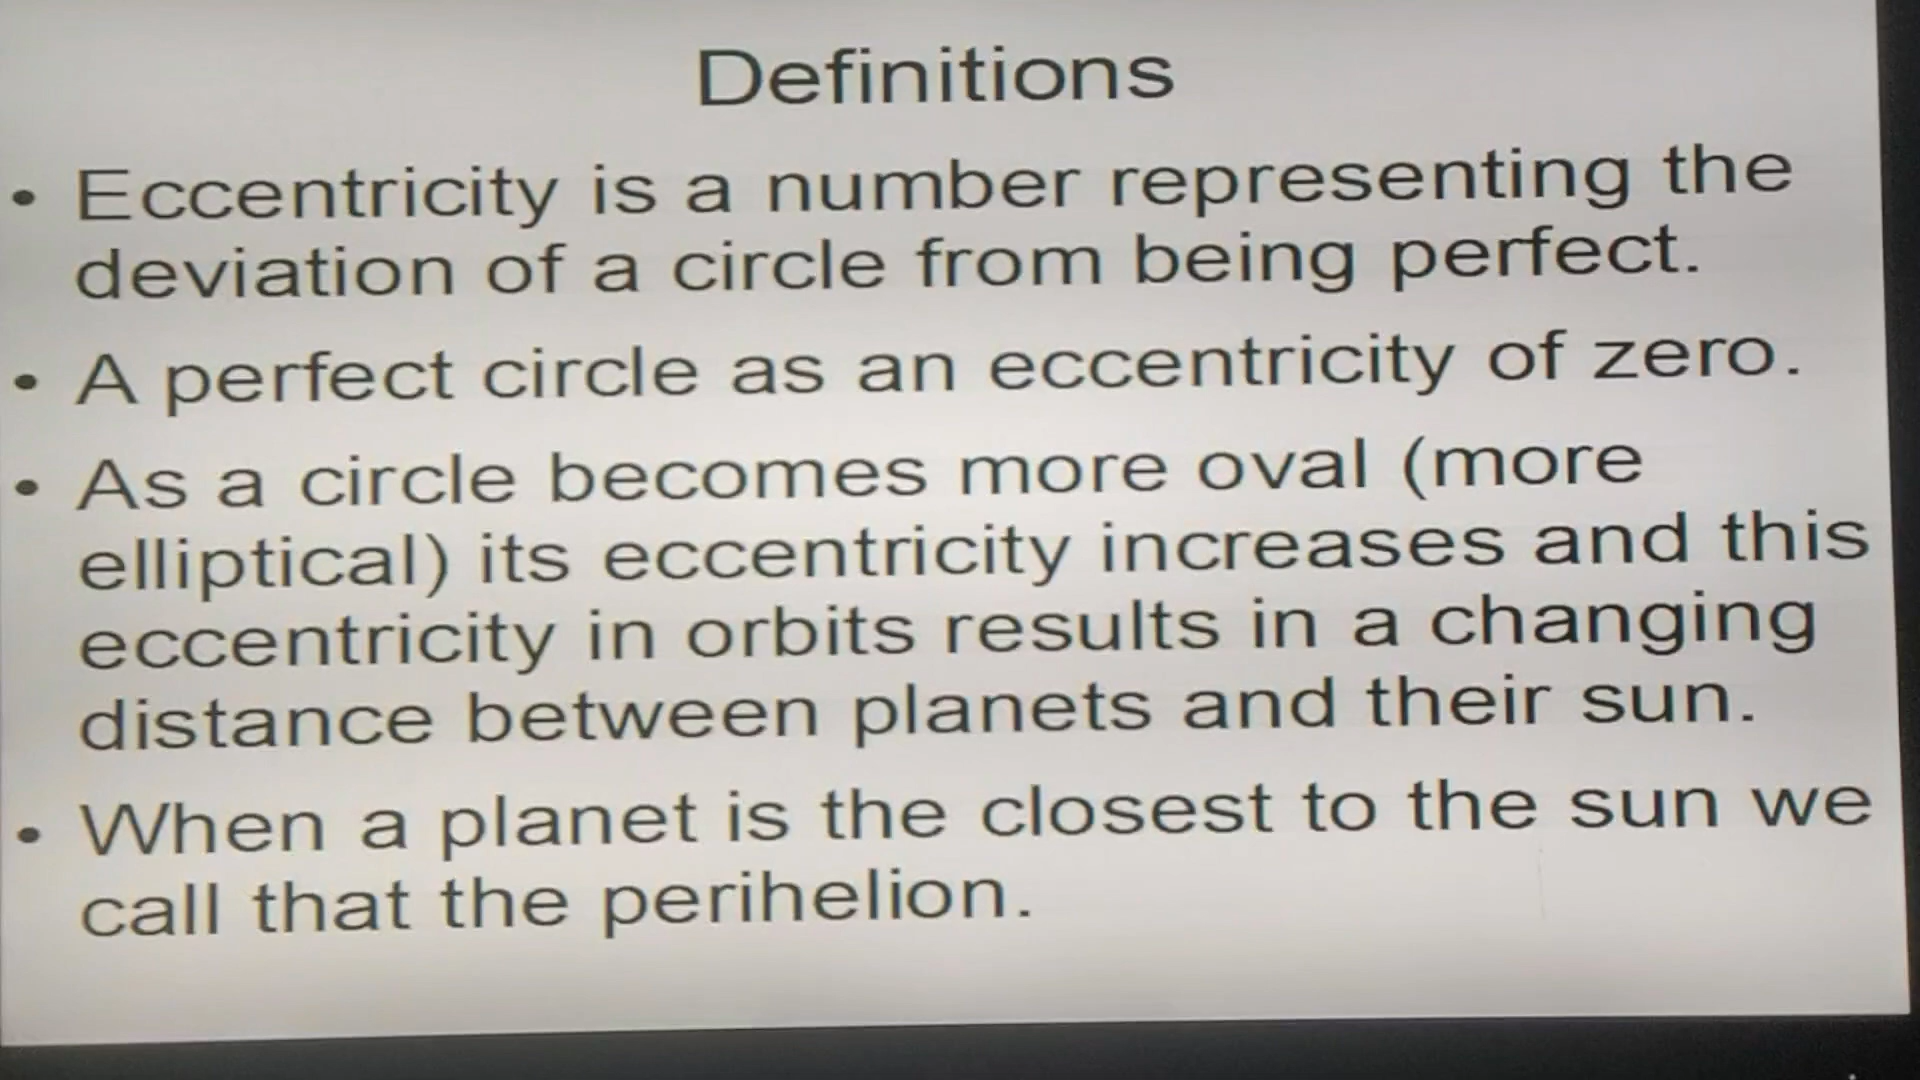 Definitions
• Eccentricity is a number representing the
deviation of a circle from being perfect.
• A perfect circle as an eccentricity of zero.
• As a circle becomes more oval (more
elliptical) its eccentricity increases and this
eccentricity in orbits results in a changing
distance between planets and their sun.
• When a planet is the closest to the sun we
call that the perihelion.